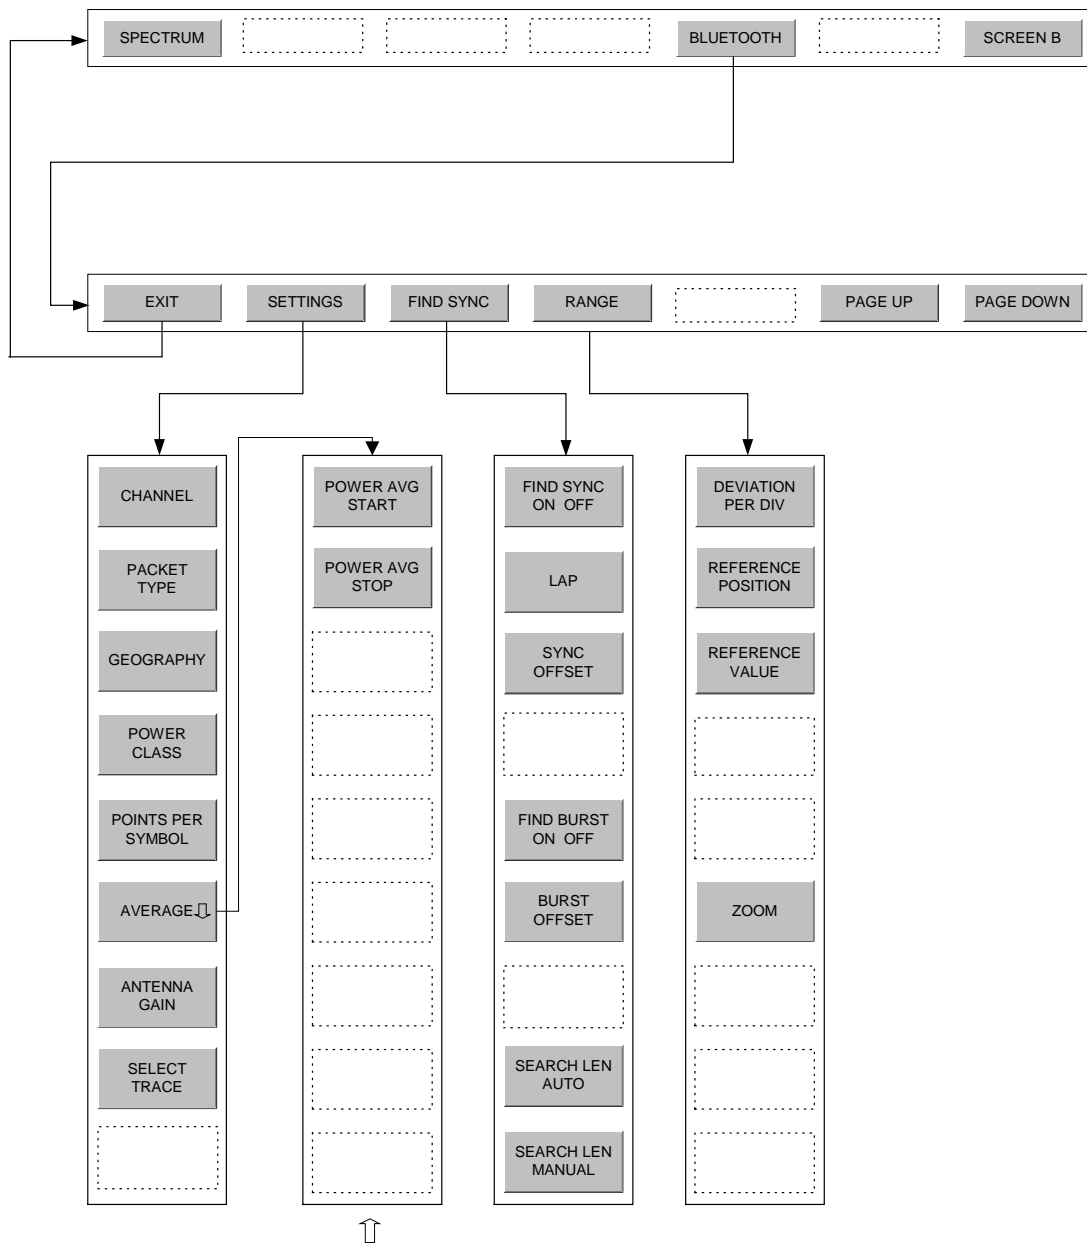 SPECTRUM
BLUETOOTH
SCREEN B
EXIT
SETTINGS
FIND SYNC
RANGE
PAGE UP
PAGE DOWN
CHANNEL
PACKET
TYPE
GEOGRAPHY
POWER
CLASS
POINTS PER
SYMBOL
AVERAGE
ANTENNA
GAIN
SELECT
TRACE
POWER AVG
START
POWER AVG
STOP
FIND SYNC
ON OFF
LAP
SYNC
OFFSET
FIND BURST
ON OFF
BURST
OFFSET
SEARCH LEN
AUTO
SEARCH LEN
MANUAL
DEVIATION
PER DIV
REFERENCE
POSITION
REFERENCE
VALUE
ZOOM